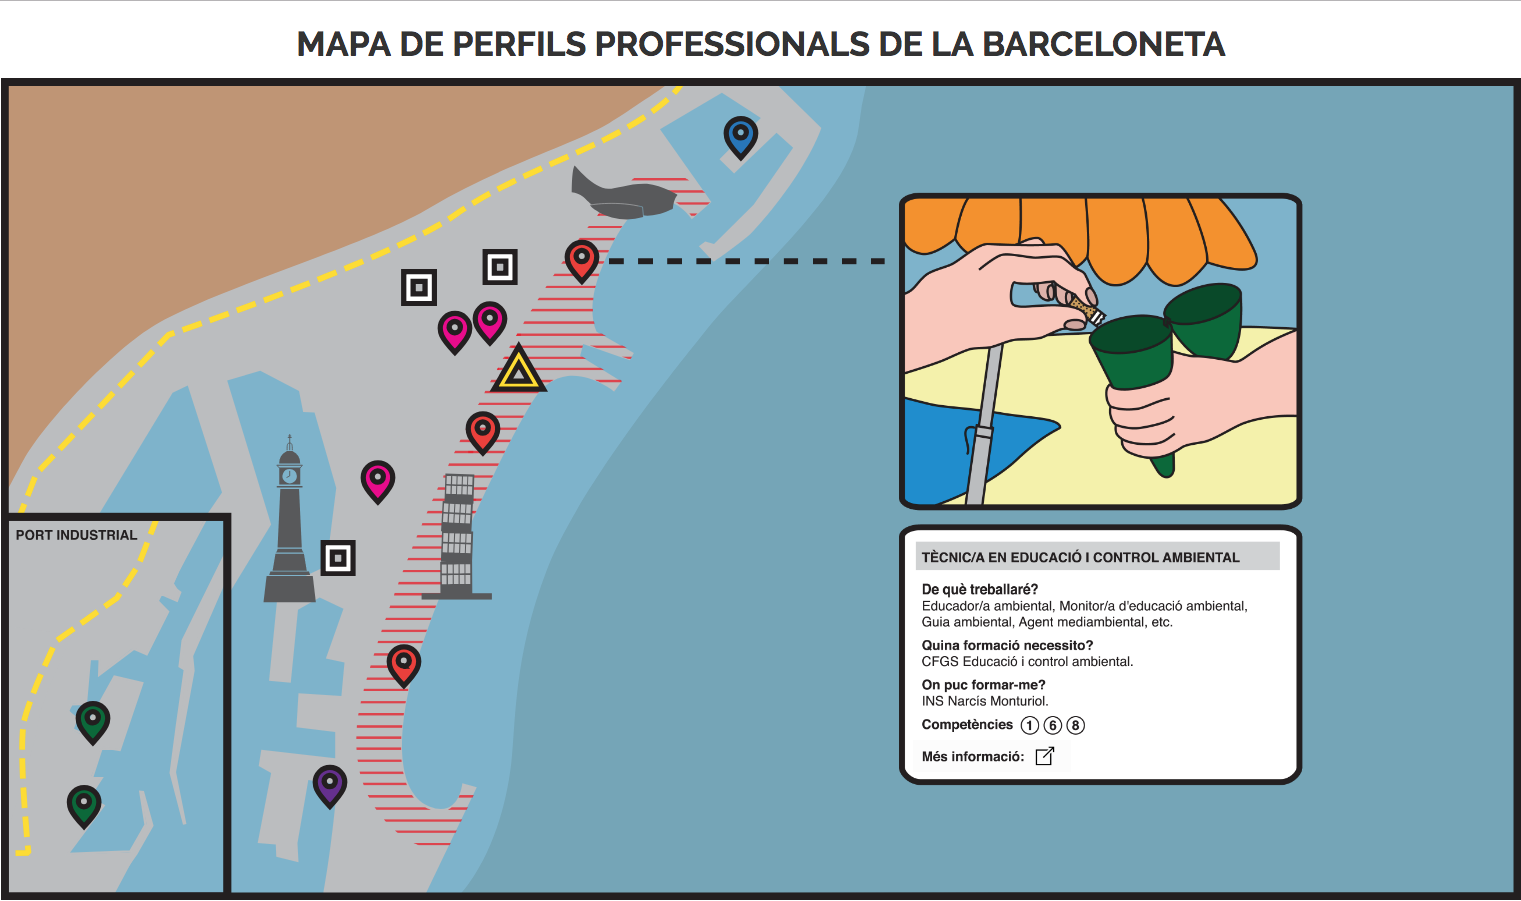 MAPA DE PERFILS PROFESSIONALS DE LA BARCELONETA
PORT INDUSTRIAL
TÈCNIC/A EN EDUCACIÓ I CONTROL AMBIENTAL
De què treballaré?
Educador/a ambiental, Monitor/a d'educació ambiental,
Guia ambiental, Agent mediambiental, etc.
Quina formació necessito?
CFGS Educació i control ambiental.
On puc formar-me?
INS Narcís Monturiol.
Competències 1 6 8
Més informació: